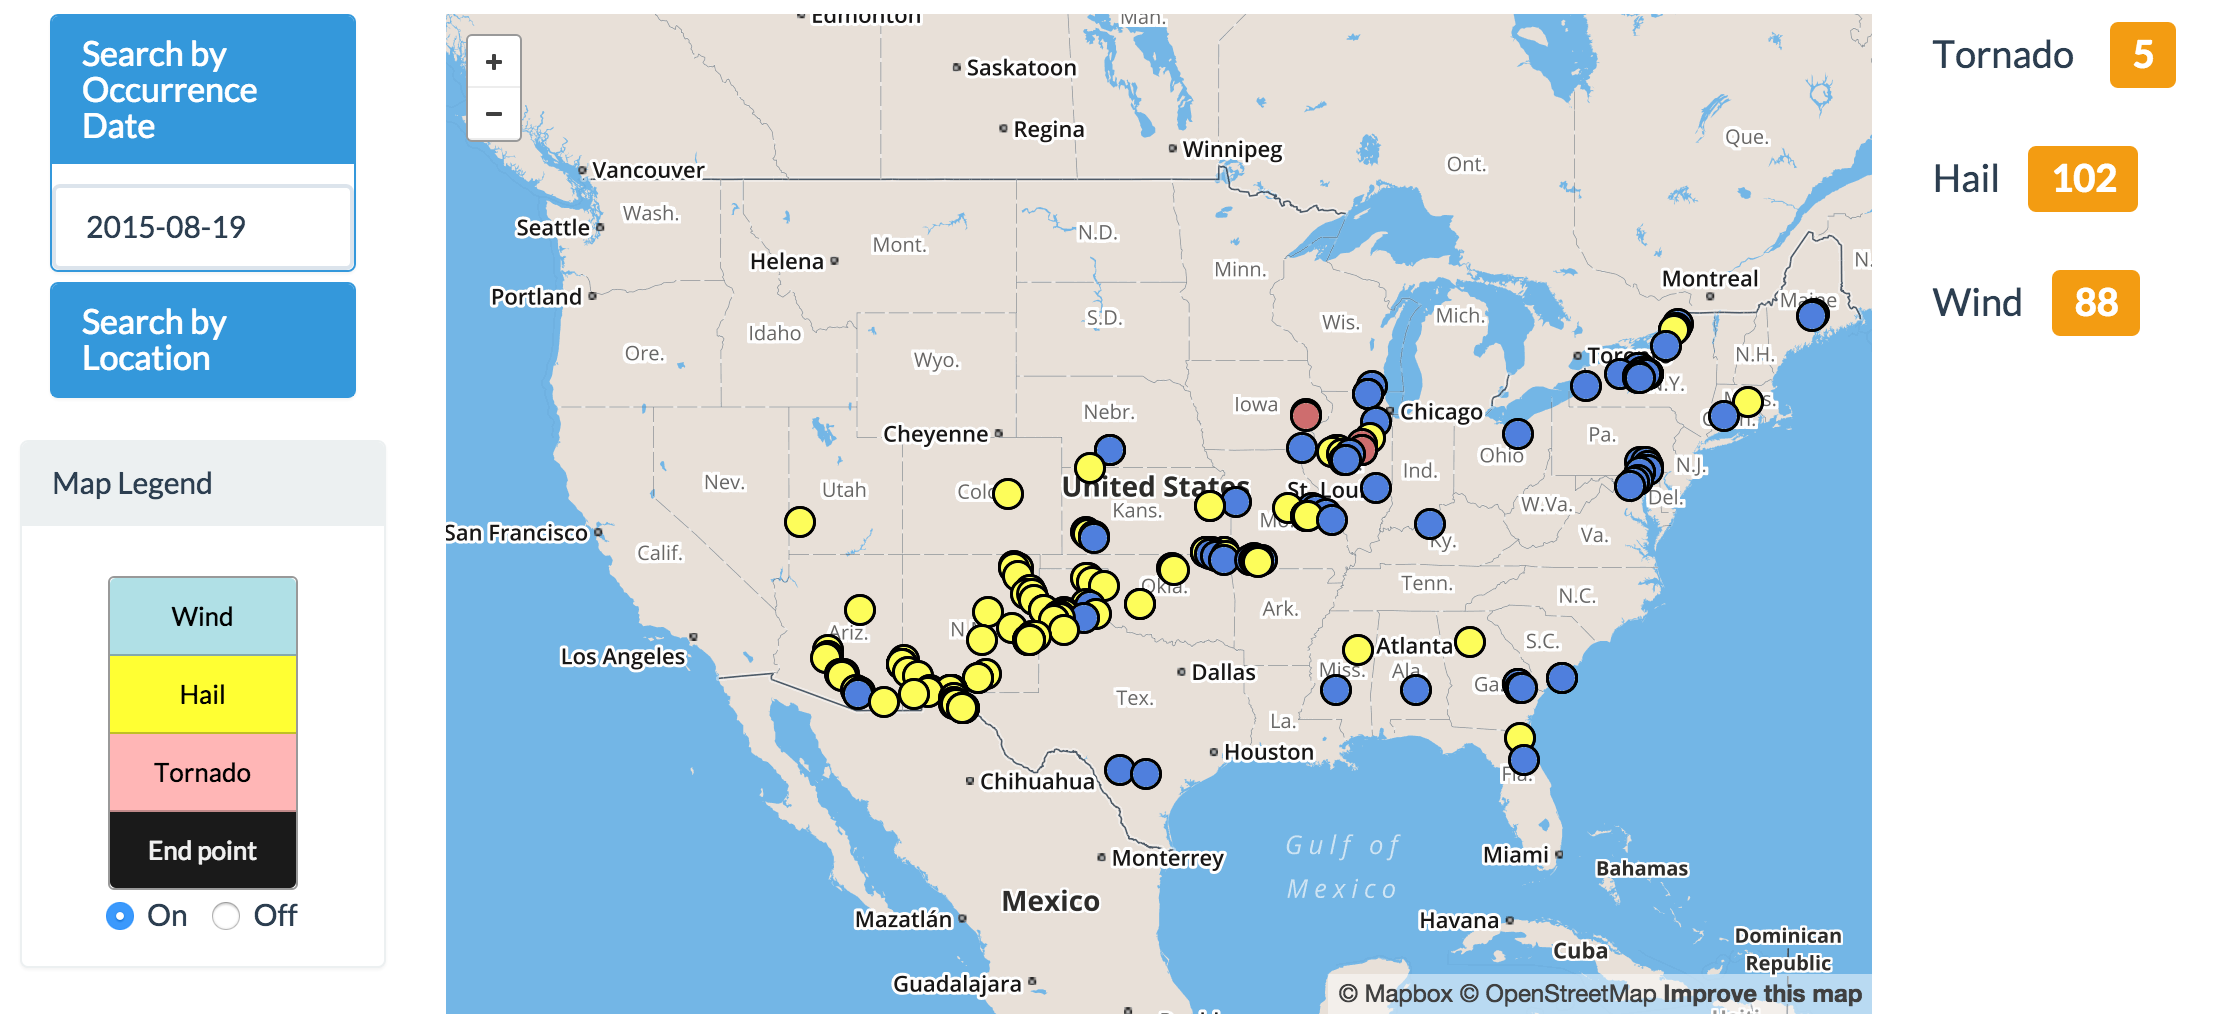 Search by
Occurrence
Date
2015-08-19
Search by
Location
Map Legend
Wind
Hail
Tornado
End point
On
Off
+
−
Edmonton
Man.
Saskatoon
Regina
Winnipeg
Ont.
Que.
Vancouver
Wash.
Seattle
Mont.
N.D.
Helena
Minn.
Montreal
N.
Portland
Maine
Idaho
S.D.
Wis.
Mich.
Ore.
Wyo.
N.H.
N.Y.
Nebr.
Iowa
Chicago
Cheyenne
Pa.
Ohio
Ind.
N.J.
Nev.
Utah
United States
Del.
Kans.
W.Va.
San Francisco
Calif.
Ky.
Va.
Okla.
Tenn.
N.C.
Ark.
Ariz.
Los Angeles
Atlanta
S.C.
Dallas
Miss.
Ala.
Ga.
Tex.
La.
Houston
Chihuahua
Fla.
Gulf of
Mexico
Miami
Bahamas
Monterrey
Mexico
Mazatlán
Havana
Cuba
Dominican
Republic
Guadalajara
© Mapbox © OpenStreetMap Improve this map
Tornado 5
Hail 102
Wind 88